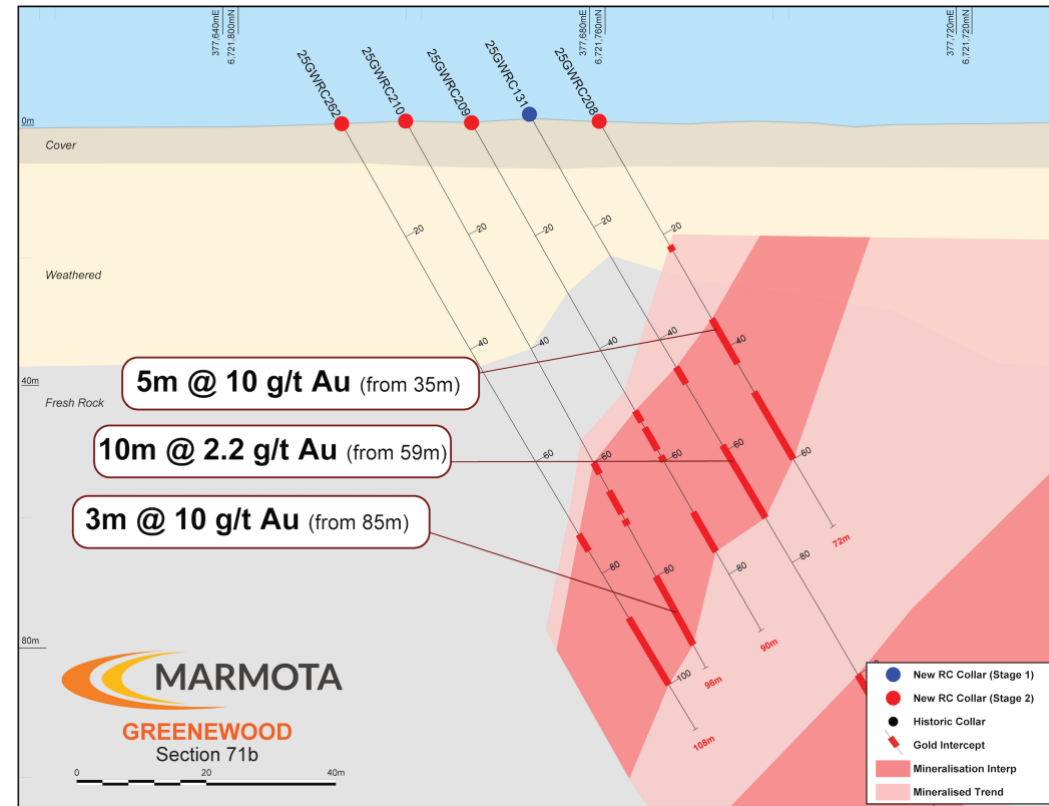 377,640mE
6,721,800mN
377,680mE
6,721,760mN
377,720mE
6,721,720mN
25GWRC262
25GWRC210
25GWRC209
25GWRC131
25GWRC208
0m
Cover
20
20
20
20
20
Weathered
40
40
40
40
40
40m
Fresh Rock
5m @ 10 g/t Au (from 35m)
10m @ 2.2 g/t Au (from 59m)
3m @ 10 g/t Au (from 85m)
60
60
60
60
60
72m
80
80
80
80
90m
80m
96m
100
108m
MARMOTA
GREENEWOOD
Section 71b
0 20 40m
New RC Collar (Stage 1)
New RC Collar (Stage 2)
Historic Collar
Gold Intercept
Mineralisation Interp
Mineralised Trend